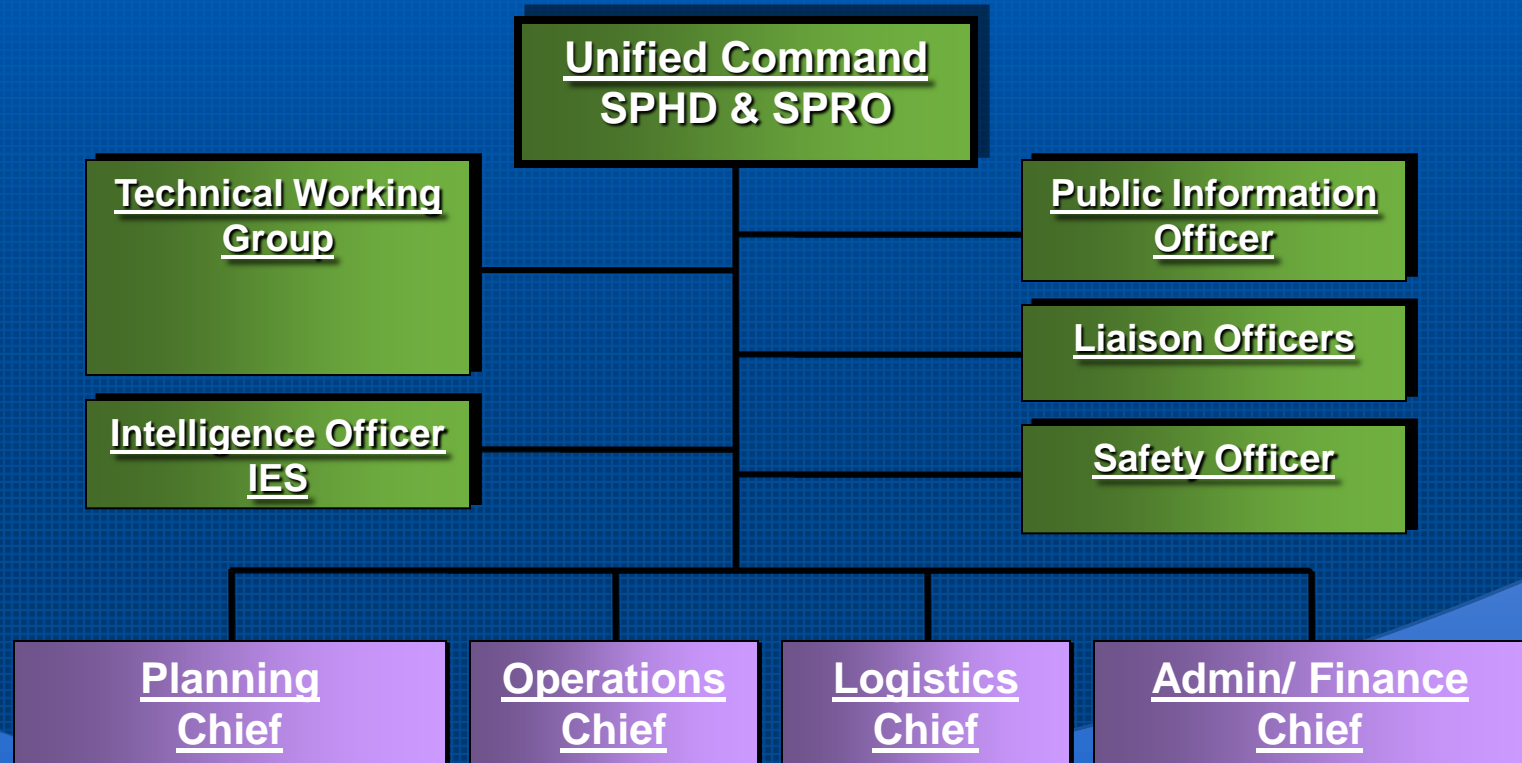 Unified Command
SPHD & SPRO
Technical Working
Group
Public Information
Officer
Liaison Officers
Intelligence Officer
IES
Safety Officer
Planning
Chief
Operations
Chief
Logistics
Chief
Admin/ Finance
Chief